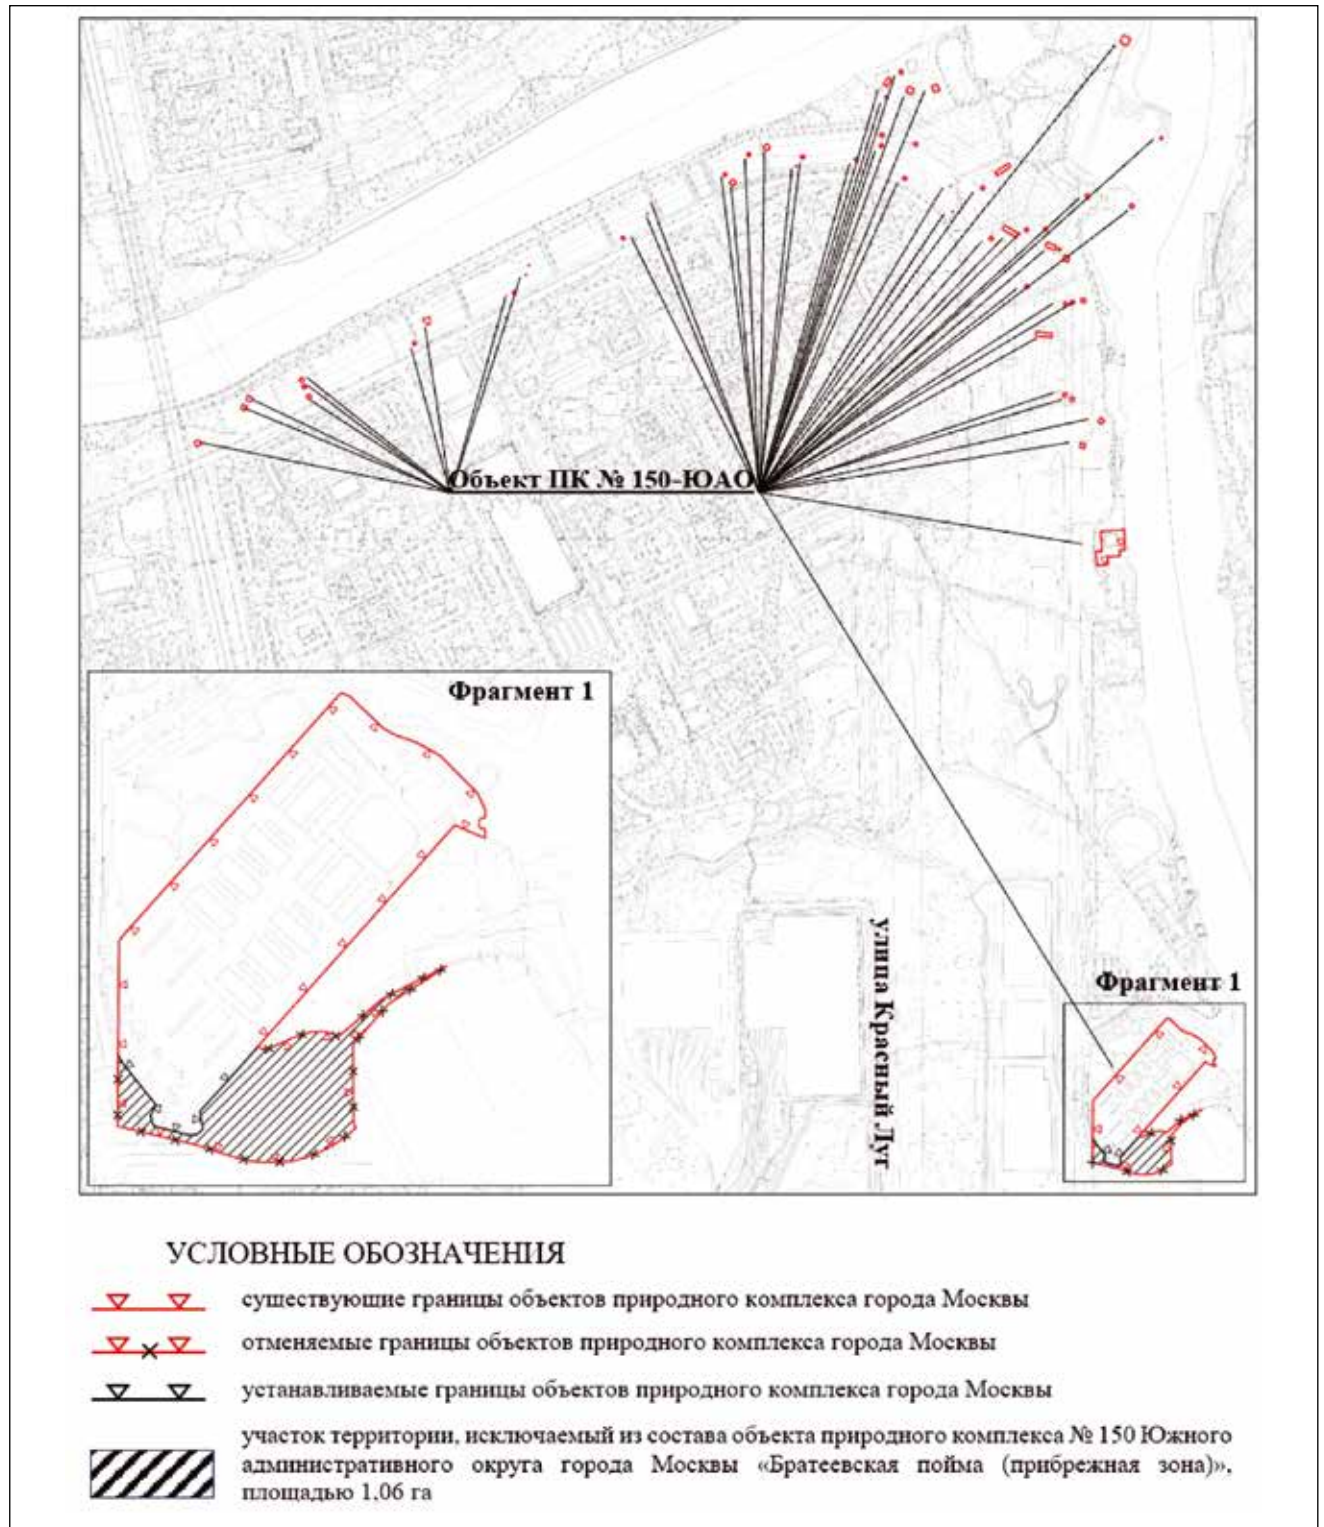 Объект ПК № 150-ЮАО
Фрагмент 1
улица Красный Луг
Фрагмент 1
УСЛОВНЫЕ ОБОЗНАЧЕНИЯ
существующие границы объектов природного комплекса города Москвы
отменяемые границы объектов природного комплекса города Москвы
устанавливаемые границы объектов природного комплекса города Москвы
участок территории, исключаемый из состава объекта природного комплекса № 150 Южного
административного округа города Москвы «Братеевская пойма (прибрежная зона)»,
площадью 1,06 га